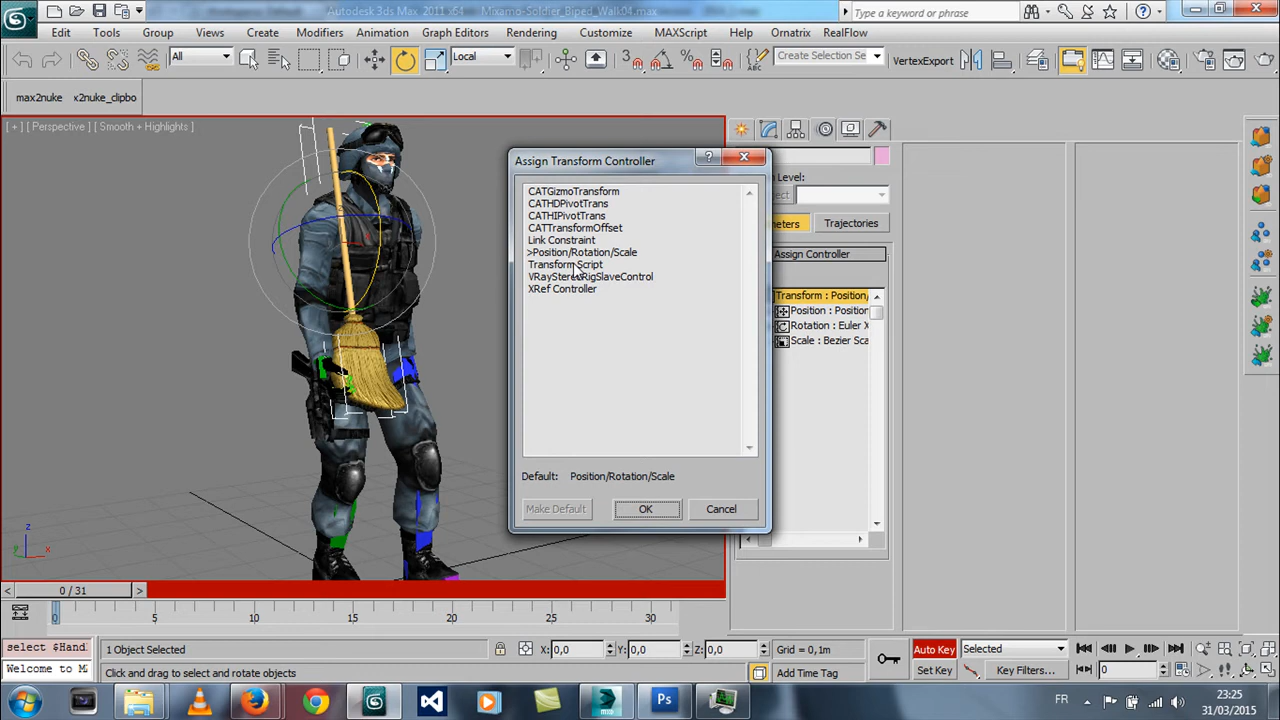 Autodesk 3ds Max 2011 x64
Mixamo-Soldier_Biped_Walk04.max
Type a keyword or phrase
Edit Tools Group Views Create Modifiers Animation Graph Editors Rendering Customize MAXScript Help Ornatrix RealFlow
All
Local
Create Selection Se
VertexExport
max2nuke
x2nuke_clipbo
[ + ] [ Perspective ] [ Smooth + Highlights ]
Assign Transform Controller
CATGizmoTransform
CATHDPivotTrans
CATHIPivotTrans
CATTransformOffset
Link Constraint
>Position/Rotation/Scale
Transform Script
VRayStereoRigSlaveControl
XRef Controller
Default: Position/Rotation/Scale
Make Default
OK
Cancel
Level:
Trajectories
Assign Controller
Transform : Position/
Position : Position
Rotation : Euler X
Scale : Bezier Sca
z
y
x
< 0 / 31 >
0 5 10 15 20 25 30
select $Hand
1 Object Selected
X: 0,0
Y: 0,0
Z: 0,0
Grid = 0,1m
Auto Key
Selected
Welcome to M
Click and drag to select and rotate objects
Add Time Tag
Set Key
Key Filters...
0
FR
23:25
31/03/2015